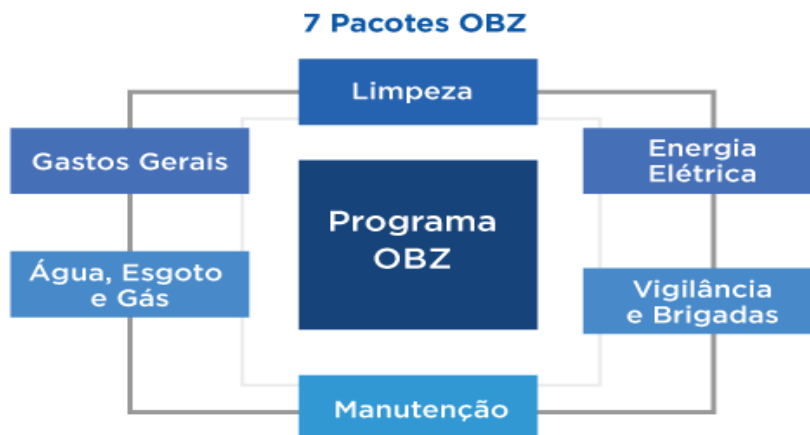 7 Pacotes OBZ
Limpeza
Gastos Gerais
Energia
Elétrica
Programa
OBZ
Água, Esgoto
e Gás
Vigilância
e Brigadas
Manutenção